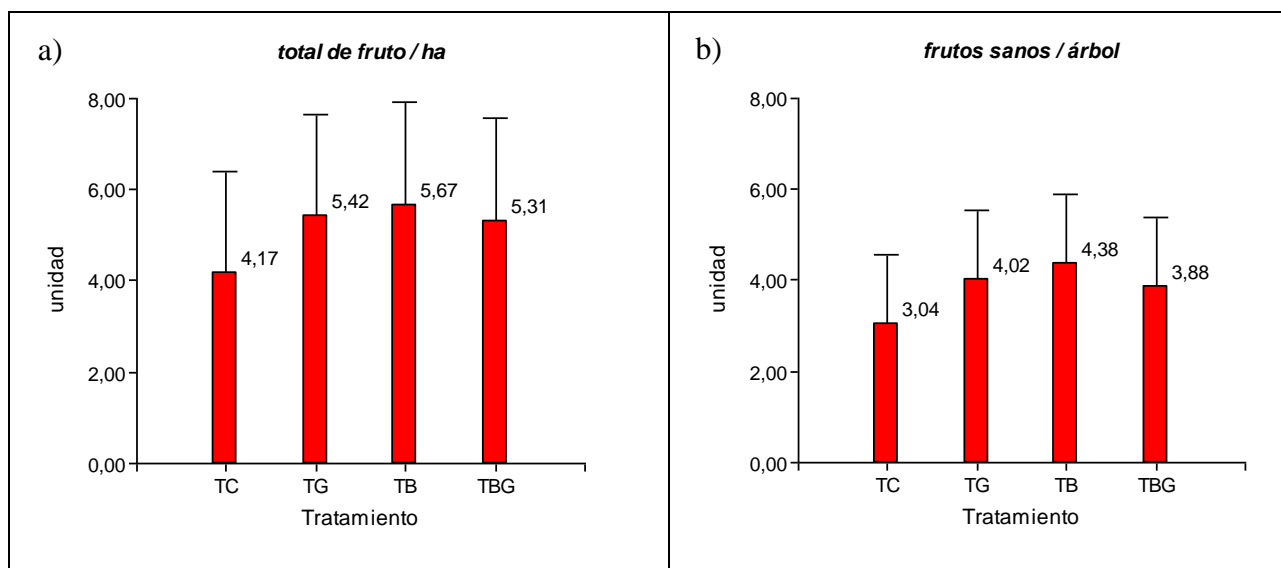 a)
total de fruto / ha
8,00
6,00
4,00
2,00
0,00
unidad
4,17
5,42
5,67
5,31
TC TG TB TBG
Tratamiento
b)
frutos sanos / árbol
8,00
6,00
4,00
2,00
0,00
unidad
3,04
4,02
4,38
3,88
TC TG TB TBG
Tratamiento